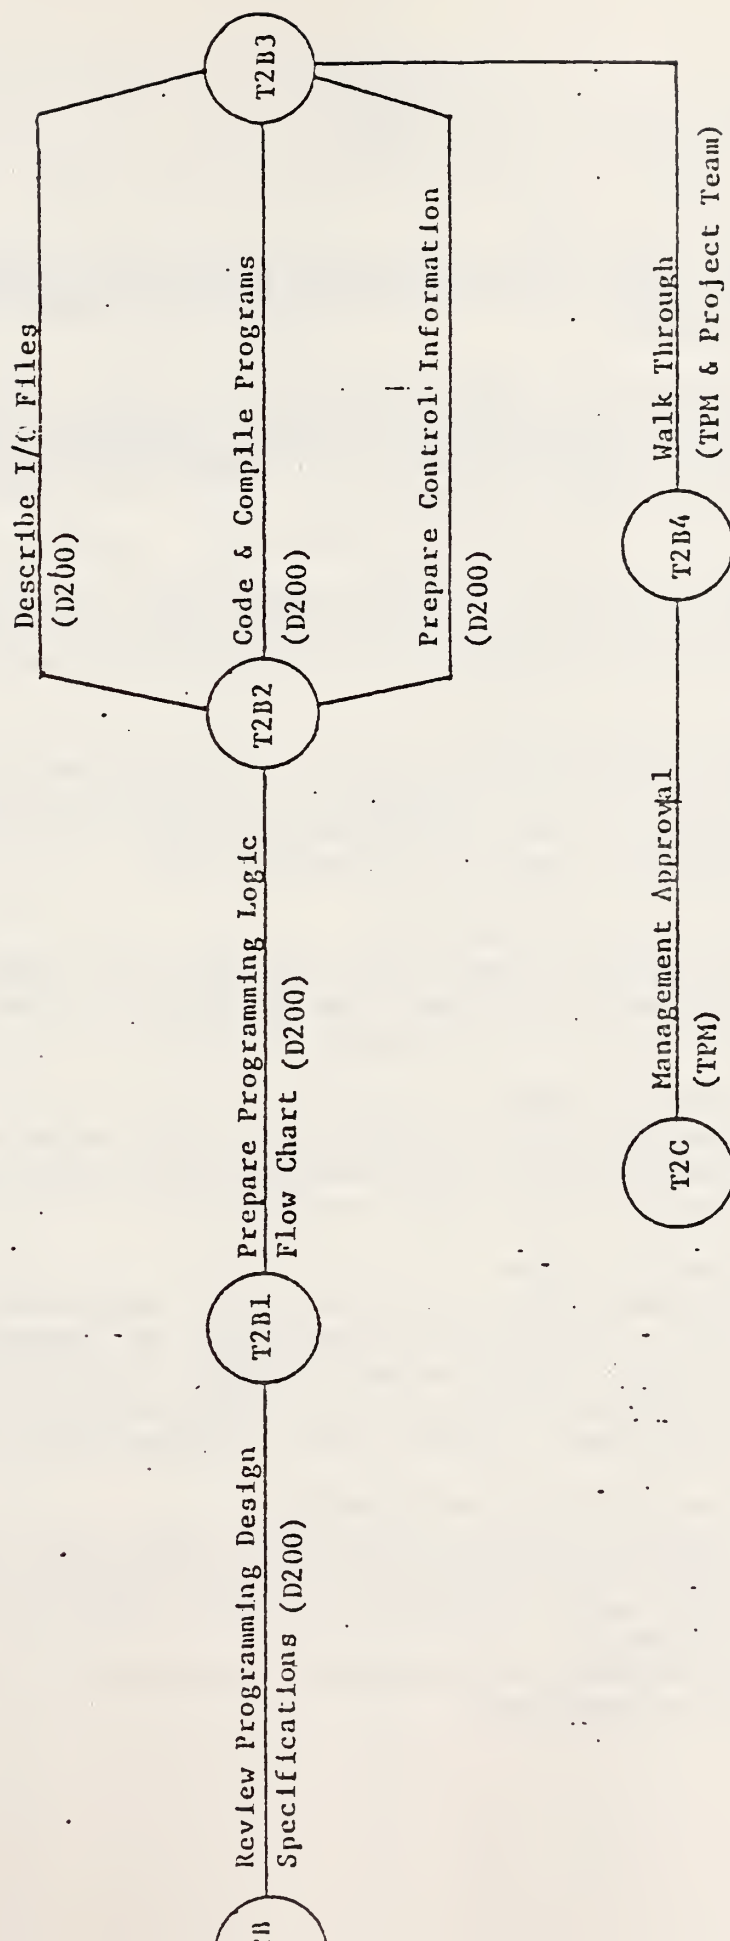 Review Programming Design
Specifications (D200)
T2B1
Prepare Programming Logic
Flow Chart (D200)
T2B2
Describe I/O Files
(D200)
Code & Compile Programs
(D200)
Prepare Control Information
(D200)
T2B3
Walk Through
(TPM & Project Team)
T2B4
Management Approval
(TPM)
T2C